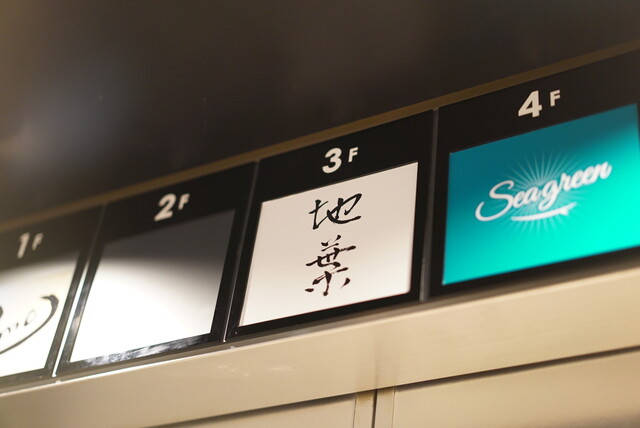 1F
2F
3F
地
葉
4F
Seagreen